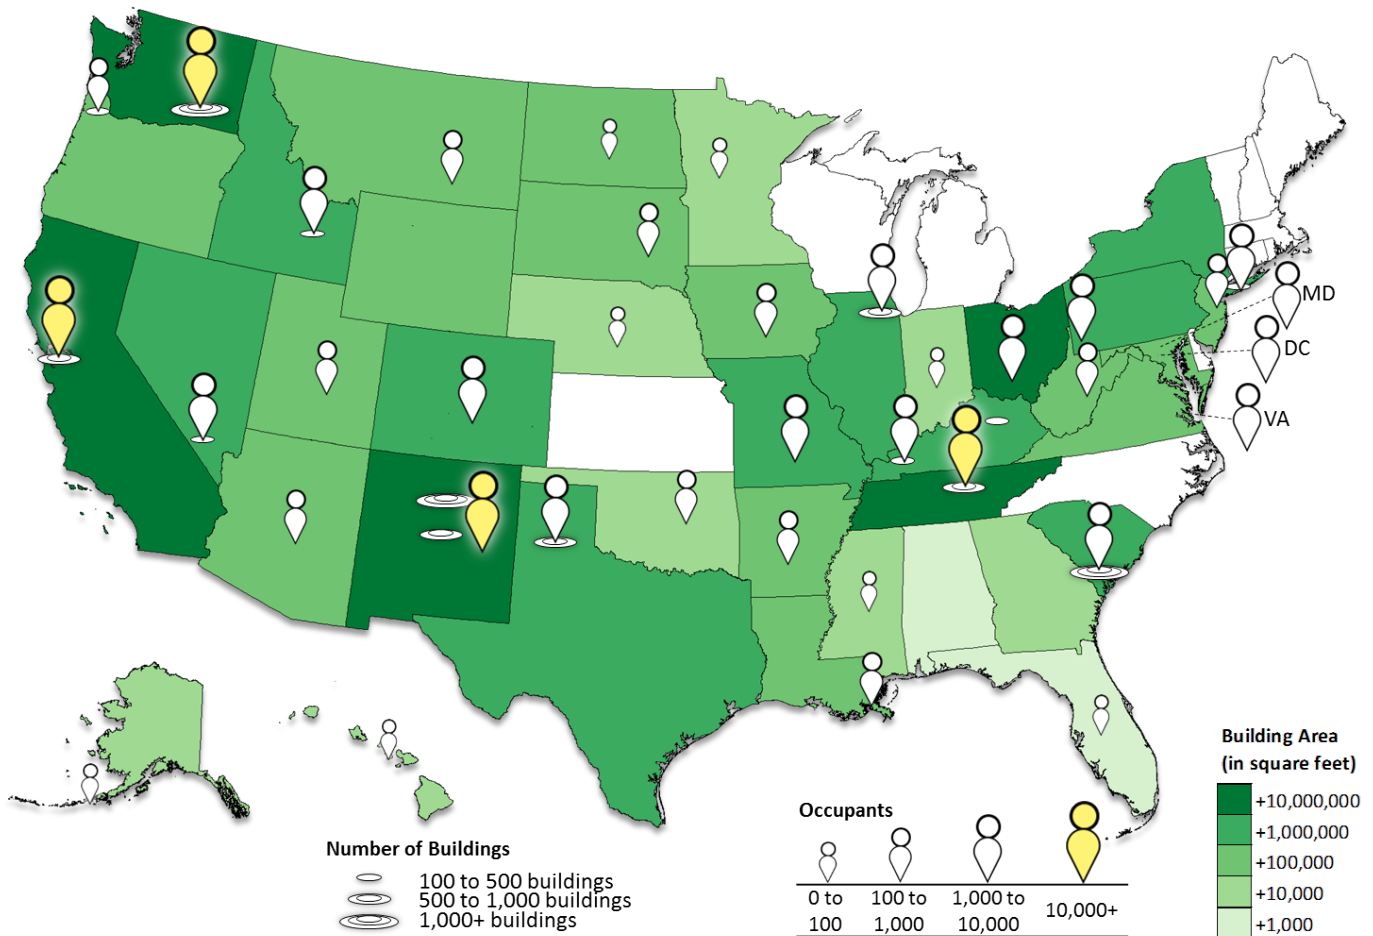 MD
DC
VA
Building Area
(in square feet)
+10,000,000
+1,000,000
+100,000
+10,000
+1,000
Occupants
0 to 100
100 to 1,000
1,000 to 10,000
10,000+
Number of Buildings
100 to 500 buildings
500 to 1,000 buildings
1,000+ buildings